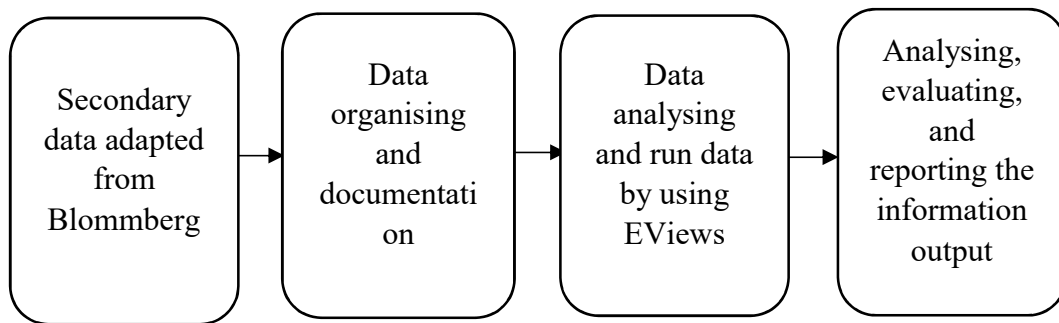 Secondary
data adapted
from
Blommberg
Data
organising
and
documentati
on
Data
analysing
and run data
by using
EViews
Analysing,
evaluating,
and
reporting the
information
output